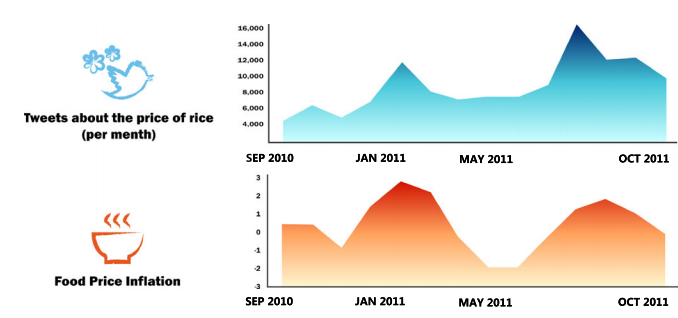 16,000
14,000
12,000
10,000
8,000
6,000
4,000
Tweets about the price of rice
(per month)
SEP 2010 JAN 2011 MAY 2011 OCT 2011
3
2
1
0
-1
-2
-3
Food Price Inflation
SEP 2010 JAN 2011 MAY 2011 OCT 2011